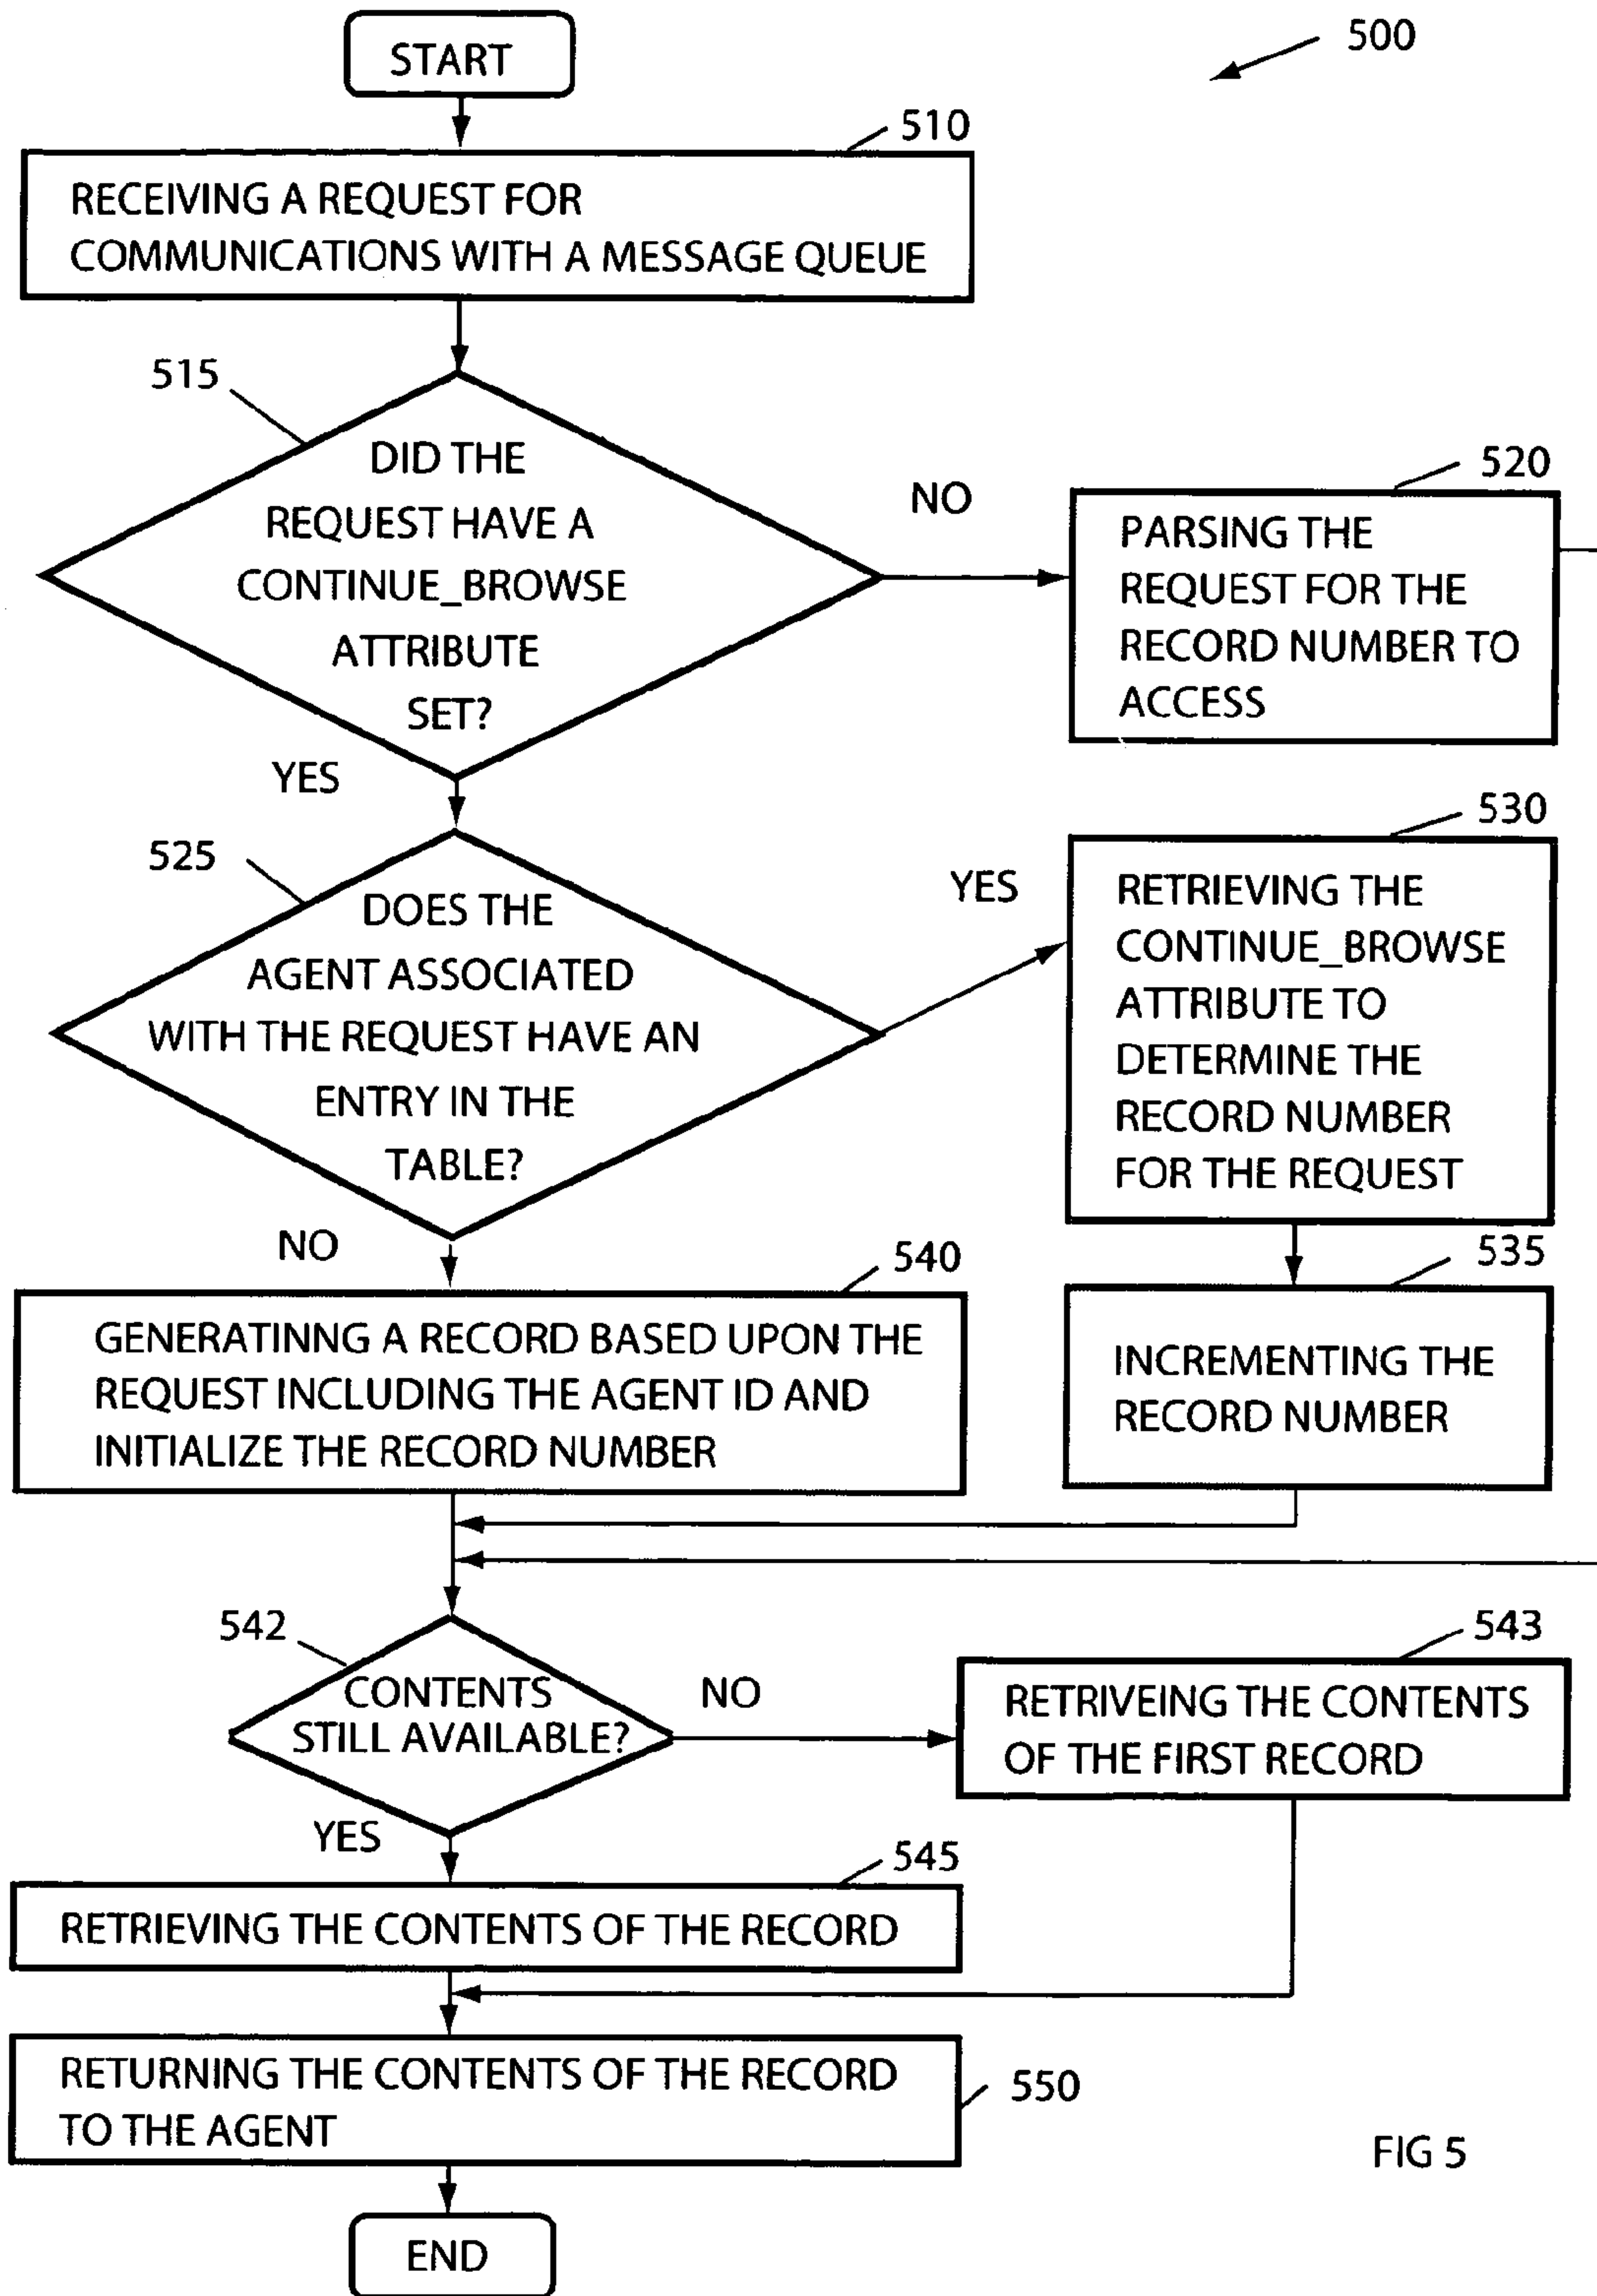 START
500
510
RECEIVING A REQUEST FOR
COMMUNICATIONS WITH A MESSAGE QUEUE
515
DID THE
REQUEST HAVE A
CONTINUE_BROWSE
ATTRIBUTE
SET?
NO
520
PARSING THE
REQUEST FOR THE
RECORD NUMBER TO
ACCESS
YES
525
DOES THE
AGENT ASSOCIATED
WITH THE REQUEST HAVE AN
ENTRY IN THE
TABLE?
YES
530
RETRIEVING THE
CONTINUE_BROWSE
ATTRIBUTE TO
DETERMINE THE
RECORD NUMBER
FOR THE REQUEST
NO
540
GENERATINNG A RECORD BASED UPON THE
REQUEST INCLUDING THE AGENT ID AND
INITIALIZE THE RECORD NUMBER
535
INCREMENTING THE
RECORD NUMBER
542
CONTENTS
STILL AVAILABLE?
NO
543
RETRIVEING THE CONTENTS
OF THE FIRST RECORD
YES
545
RETRIEVING THE CONTENTS OF THE RECORD
RETURNING THE CONTENTS OF THE RECORD
TO THE AGENT
550
FIG 5
END